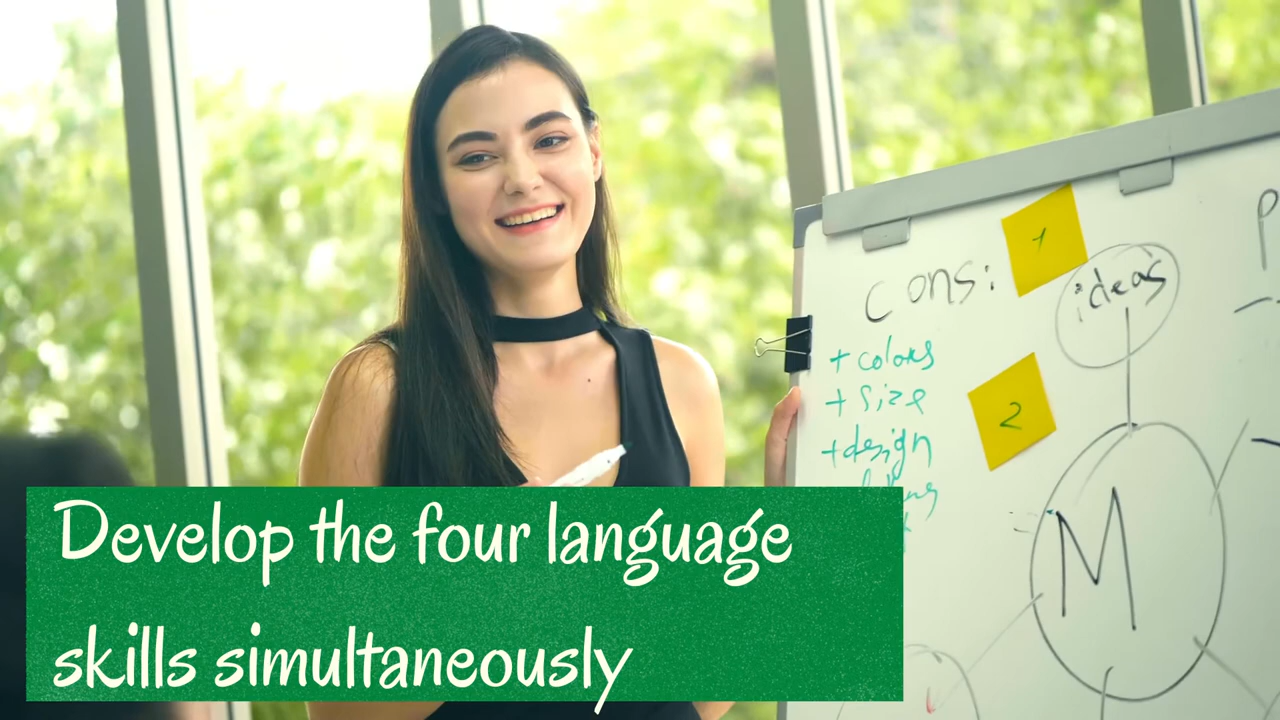 cons:
1
ideas
+ colors
+ size
+ design
2
M
Develop the four language
skills simultaneously